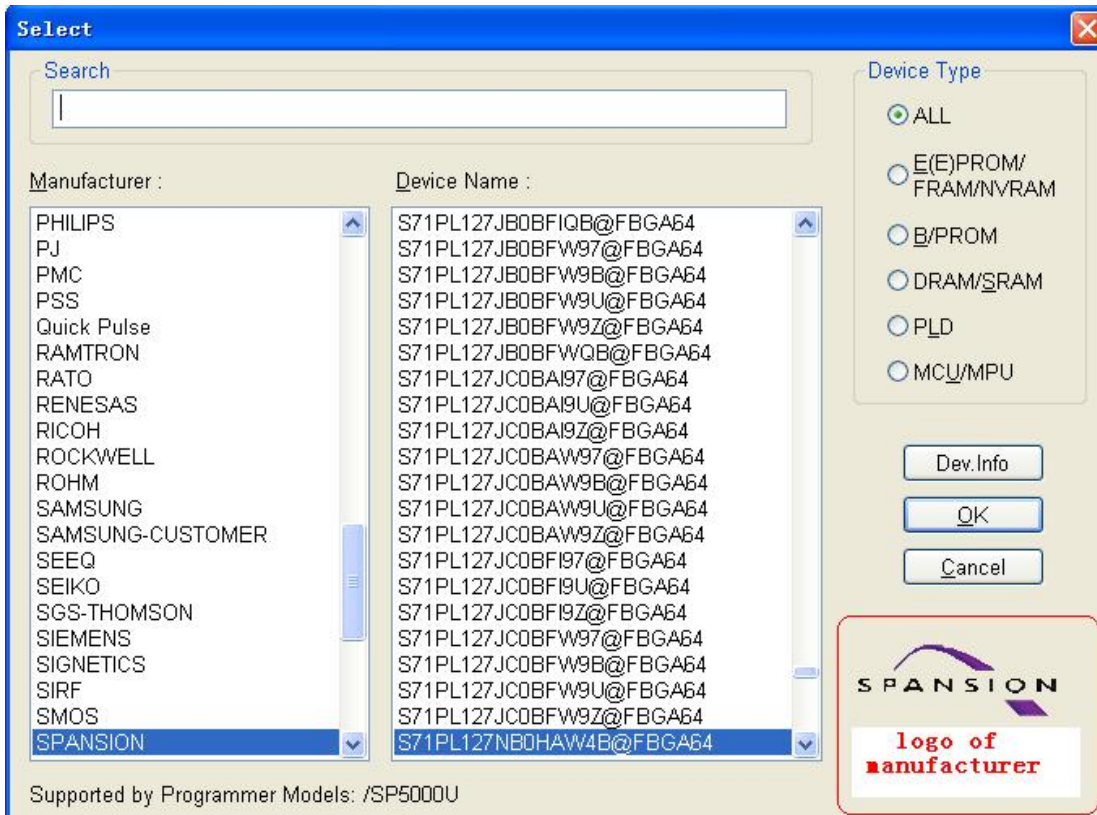 Select
Search
Manufacturer :
PHILIPS
PJ
PMC
PSS
Quick Pulse
RAMTRON
RATO
RENESAS
RICOH
ROCKWELL
ROHM
SAMSUNG
SAMSUNG-CUSTOMER
SEEQ
SEIKO
SGS-THOMSON
SIEMENS
SIGNETICS
SIRF
SMOS
SPANSION
Device Name :
S71PL127JB0BFIQB@FBGA64
S71PL127JB0BFW97@FBGA64
S71PL127JB0BFW9B@FBGA64
S71PL127JB0BFW9U@FBGA64
S71PL127JB0BFW9Z@FBGA64
S71PL127JB0BFWQB@FBGA64
S71PL127JC0BAI97@FBGA64
S71PL127JC0BAI9U@FBGA64
S71PL127JC0BAI9Z@FBGA64
S71PL127JC0BAW97@FBGA64
S71PL127JC0BAW9B@FBGA64
S71PL127JC0BAW9U@FBGA64
S71PL127JC0BAW9Z@FBGA64
S71PL127JC0BFI97@FBGA64
S71PL127JC0BFI9U@FBGA64
S71PL127JC0BFI9Z@FBGA64
S71PL127JC0BFW97@FBGA64
S71PL127JC0BFW9B@FBGA64
S71PL127JC0BFW9U@FBGA64
S71PL127JC0BFW9Z@FBGA64
S71PL127NB0HAW4B@FBGA64
Supported by Programmer Models: /SP5000U
Device Type
ALL
E(E)PROM/
FRAM/NVRAM
B/PROM
DRAM/SRAM
PLD
MCU/MPU
Dev.Info
OK
Cancel
SPANSION
logo of
manufacturer